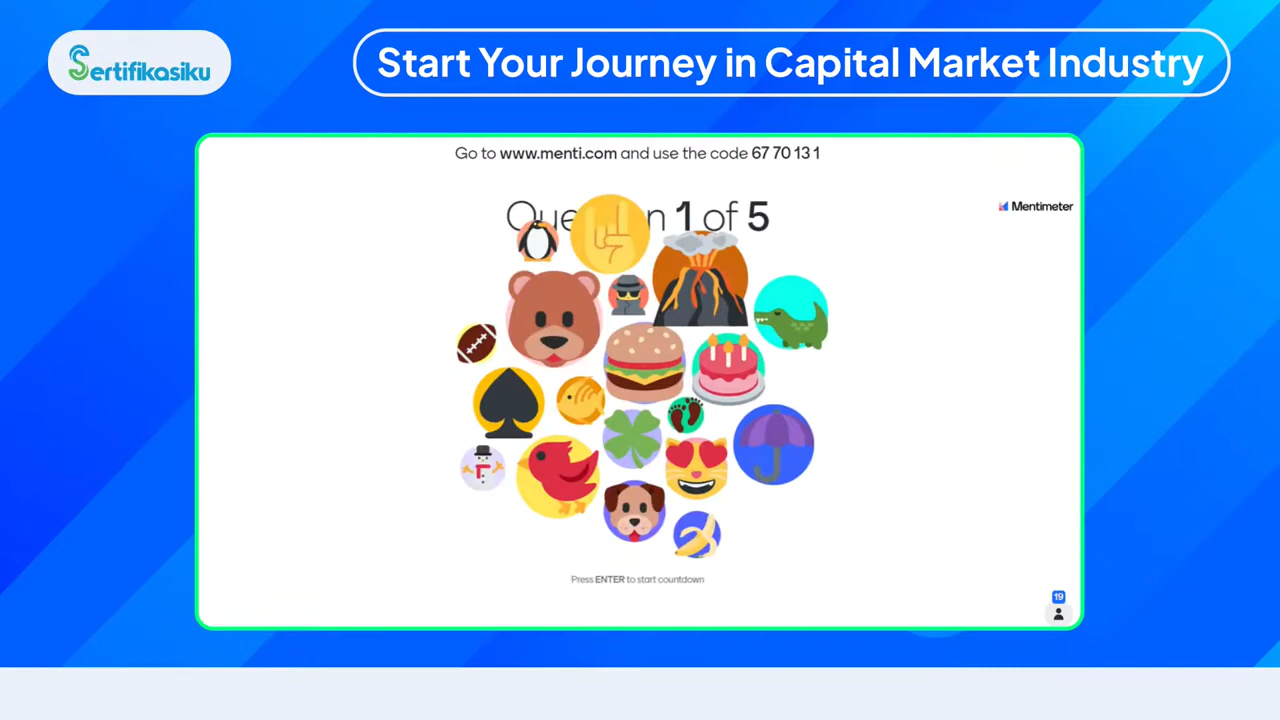 Sertifikasiku
Start Your Journey in Capital Market Industry
Go to www.menti.com and use the code 67 70 13 1
1 of 5
Mentimeter
Press ENTER to start countdown
19